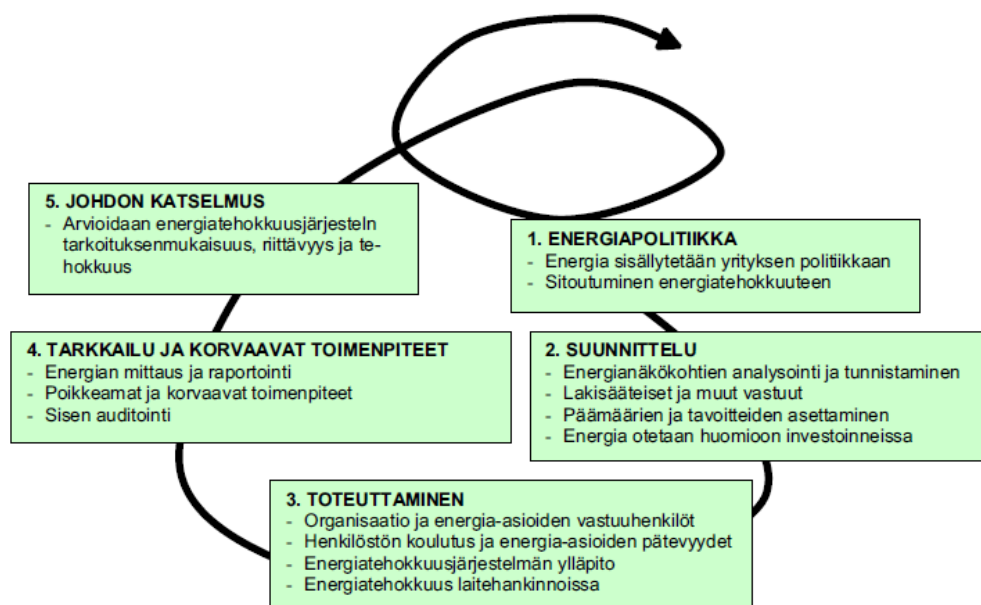 5. JOHDON KATSELMUS
- Arvioidaan energiatehokkuusjärjesteln
tarkoituksenmukaisuus, riittävyys ja te-
hokkuus
1. ENERGIAPOLITIIKKA
- Energia sisällytetään yrityksen politiikkaan
- Sitoutuminen energiatehokkuuteen
4. TARKKAILU JA KORVAAVAT TOIMENPITEET
- Energian mittaus ja raportointi
- Poikkeamat ja korvaavat toimenpiteet
- Sisen auditointi
2. SUUNNITTELU
- Energianäkökohtien analysointi ja tunnistaminen
- Lakisääteiset ja muut vastuut
- Päämäärien ja tavoitteiden asettaminen
- Energia otetaan huomioon investoinneissa
3. TOTEUTTAMINEN
- Organisaatio ja energia-asioiden vastuuhenkilöt
- Henkilöstön koulutus ja energia-asioiden pätevyydet
- Energiatehokkuusjärjestelmän ylläpito
- Energiatehokkuus laitehankinnoissa